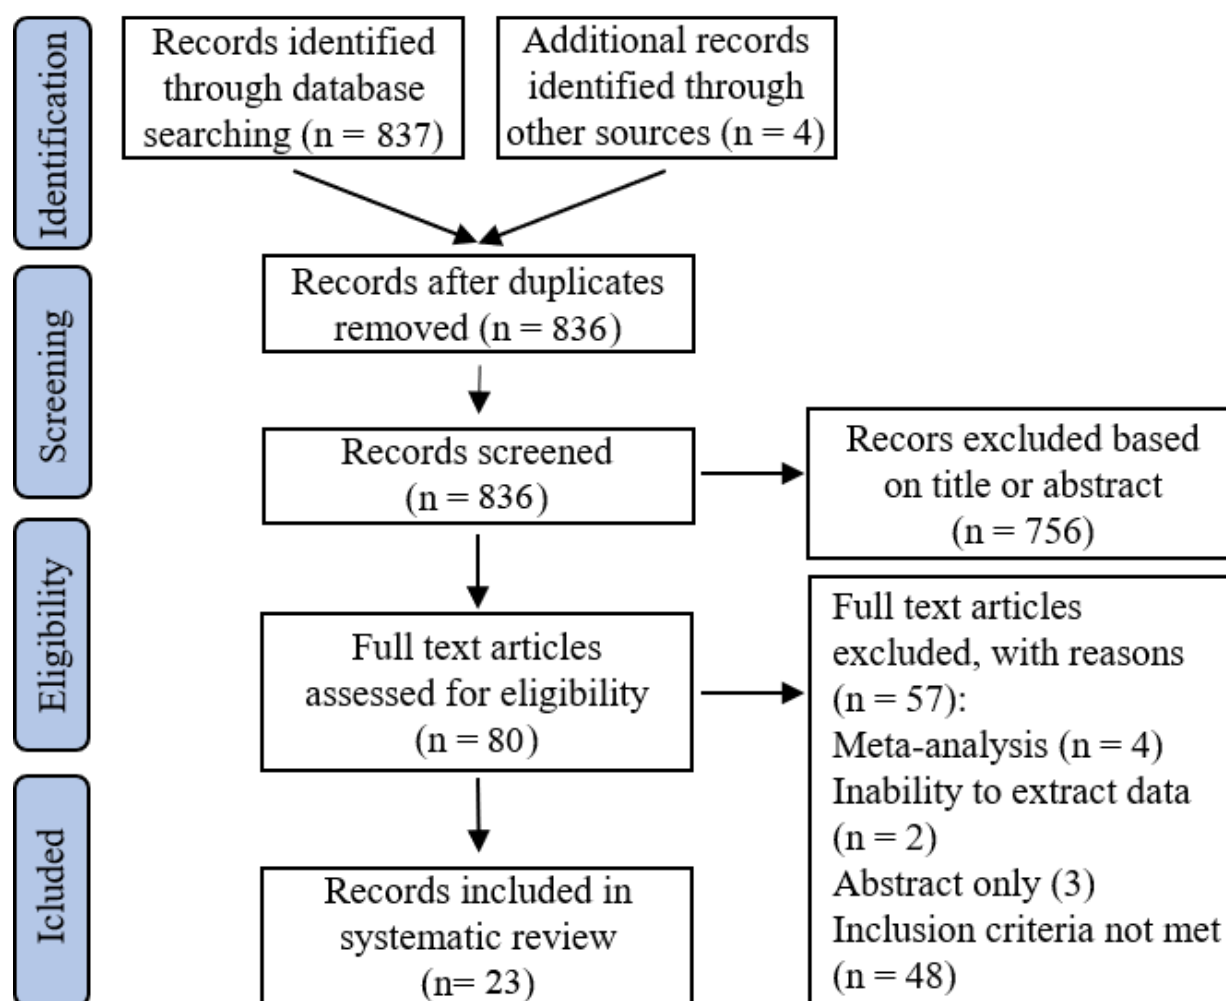 Identification
Records identified
through database
searching (n = 837)
Additional records
identified through
other sources (n = 4)
Screening
Records after duplicates
removed (n = 836)
Records screened
(n = 836)
Recors excluded based
on title or abstract
(n = 756)
Eligibility
Full text articles
assessed for eligibility
(n = 80)
Full text articles
excluded, with reasons
(n = 57):
Meta-analysis (n = 4)
Inability to extract data
(n = 2)
Abstract only (3)
Inclusion criteria not met
(n = 48)
Icluded
Records included in
systematic review
(n= 23)